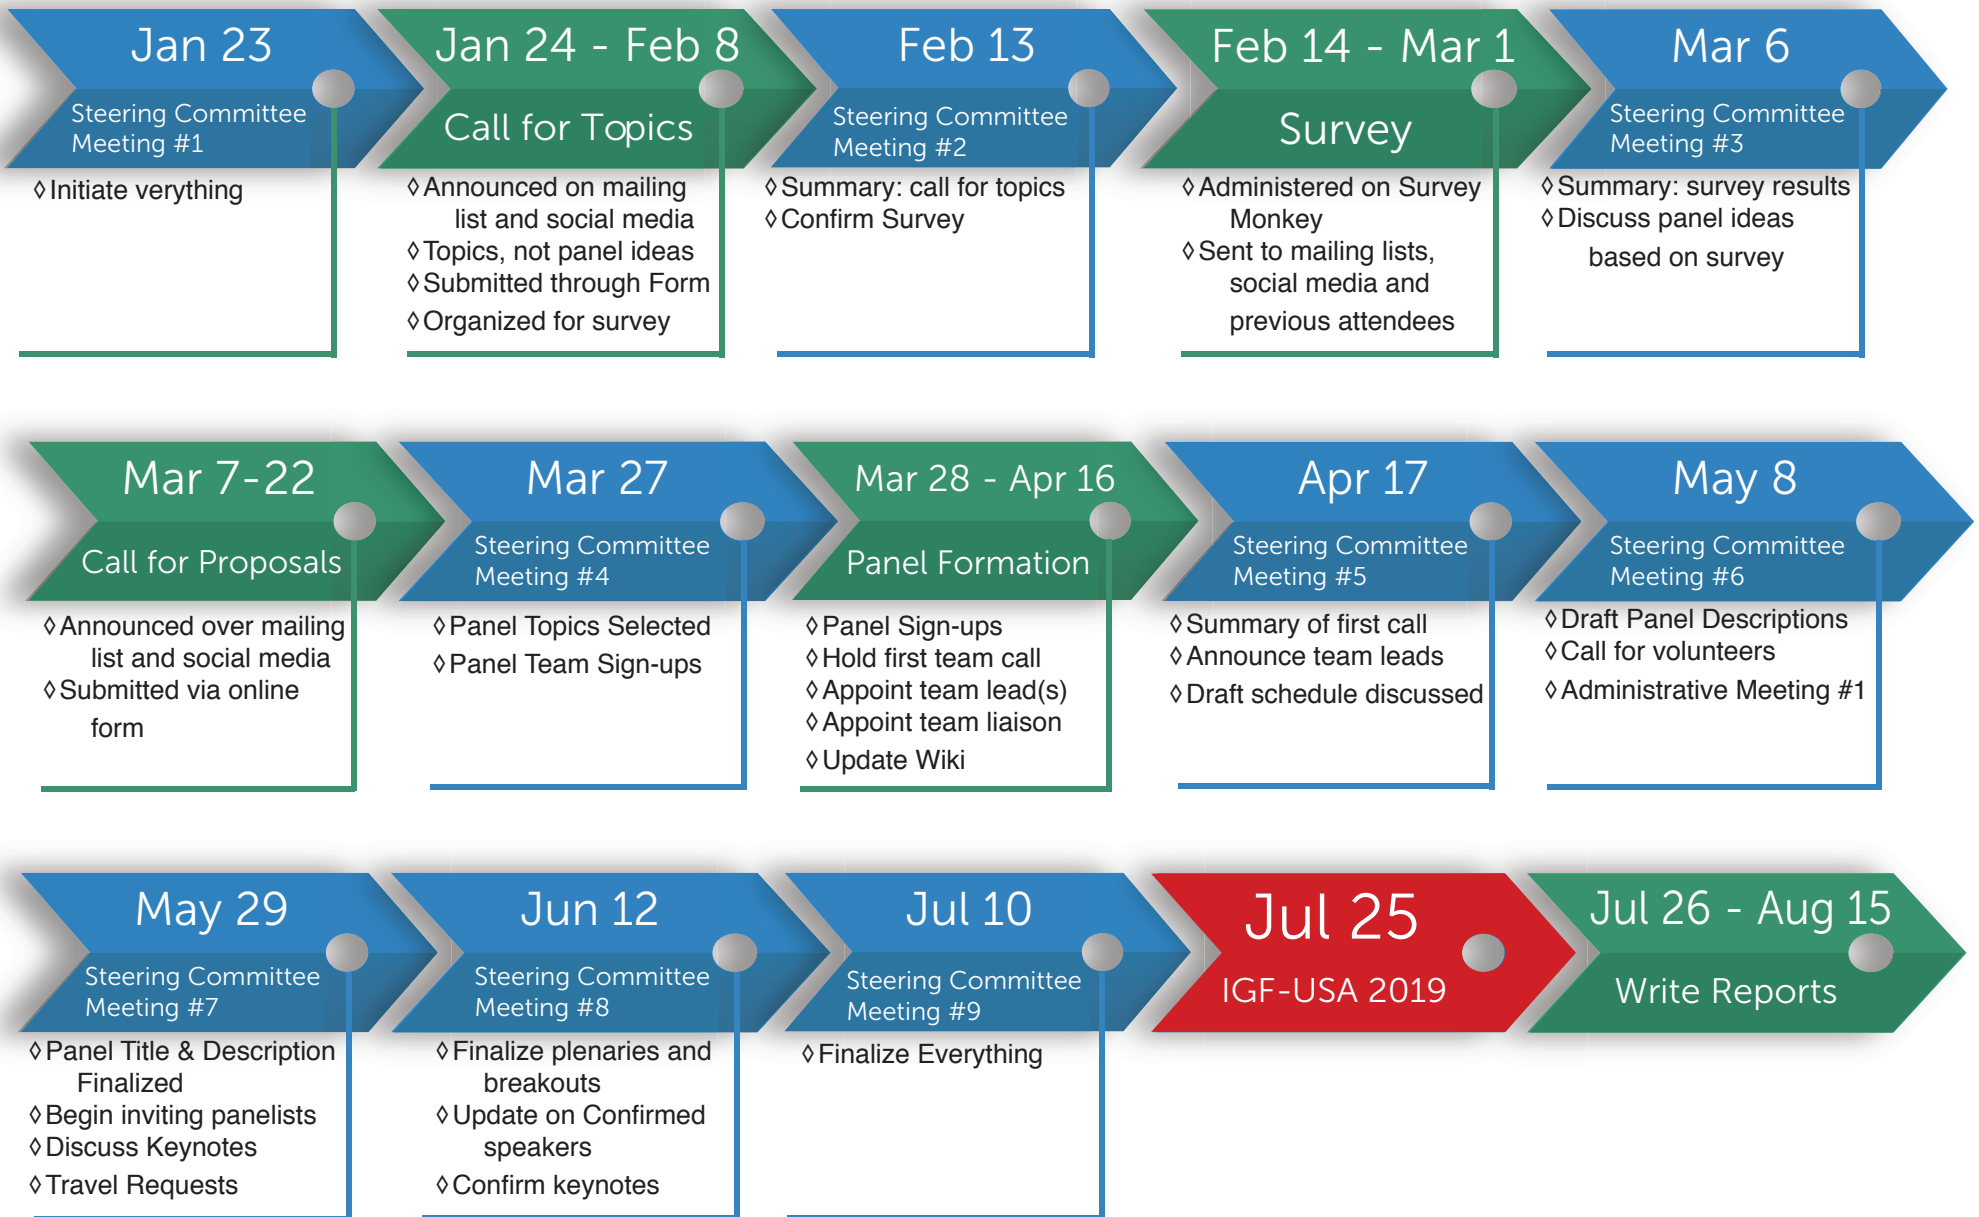 Jan 23
Steering Committee
Meeting #1
◊ Initiate verything
Jan 24 - Feb 8
Call for Topics
◊ Announced on mailing
list and social media
◊ Topics, not panel ideas
◊ Submitted through Form
◊ Organized for survey
Feb 13
Steering Committee
Meeting #2
◊ Summary: call for topics
◊ Confirm Survey
Feb 14 - Mar 1
Survey
◊ Administered on Survey
Monkey
◊ Sent to mailing lists,
social media and
previous attendees
Mar 6
Steering Committee
Meeting #3
◊ Summary: survey results
◊ Discuss panel ideas
based on survey
Mar 7-22
Call for Proposals
◊ Announced over mailing
list and social media
◊ Submitted via online
form
Mar 27
Steering Committee
Meeting #4
◊ Panel Topics Selected
◊ Panel Team Sign-ups
Mar 28 - Apr 16
Panel Formation
◊ Panel Sign-ups
◊ Hold first team call
◊ Appoint team lead(s)
◊ Appoint team liaison
◊ Update Wiki
Apr 17
Steering Committee
Meeting #5
◊ Summary of first call
◊ Announce team leads
◊ Draft schedule discussed
May 8
Steering Committee
Meeting #6
◊ Draft Panel Descriptions
◊ Call for volunteers
◊ Administrative Meeting #1
May 29
Steering Committee
Meeting #7
◊ Panel Title & Description
Finalized
◊ Begin inviting panelists
◊ Discuss Keynotes
◊ Travel Requests
Jun 12
Steering Committee
Meeting #8
◊ Finalize plenaries and
breakouts
◊ Update on Confirmed
speakers
◊ Confirm keynotes
Jul 10
Steering Committee
Meeting #9
◊ Finalize Everything
Jul 25
IGF-USA 2019
Jul 26 - Aug 15
Write Reports